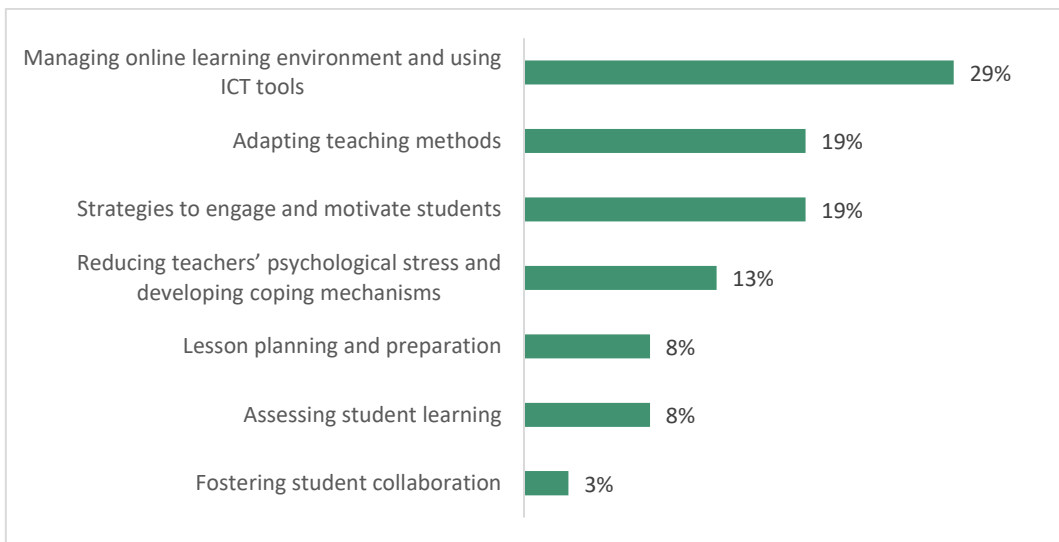 Managing online learning environment and using
ICT tools
29%
Adapting teaching methods
19%
Strategies to engage and motivate students
19%
Reducing teachers’ psychological stress and
developing coping mechanisms
13%
Lesson planning and preparation
8%
Assessing student learning
8%
Fostering student collaboration
3%